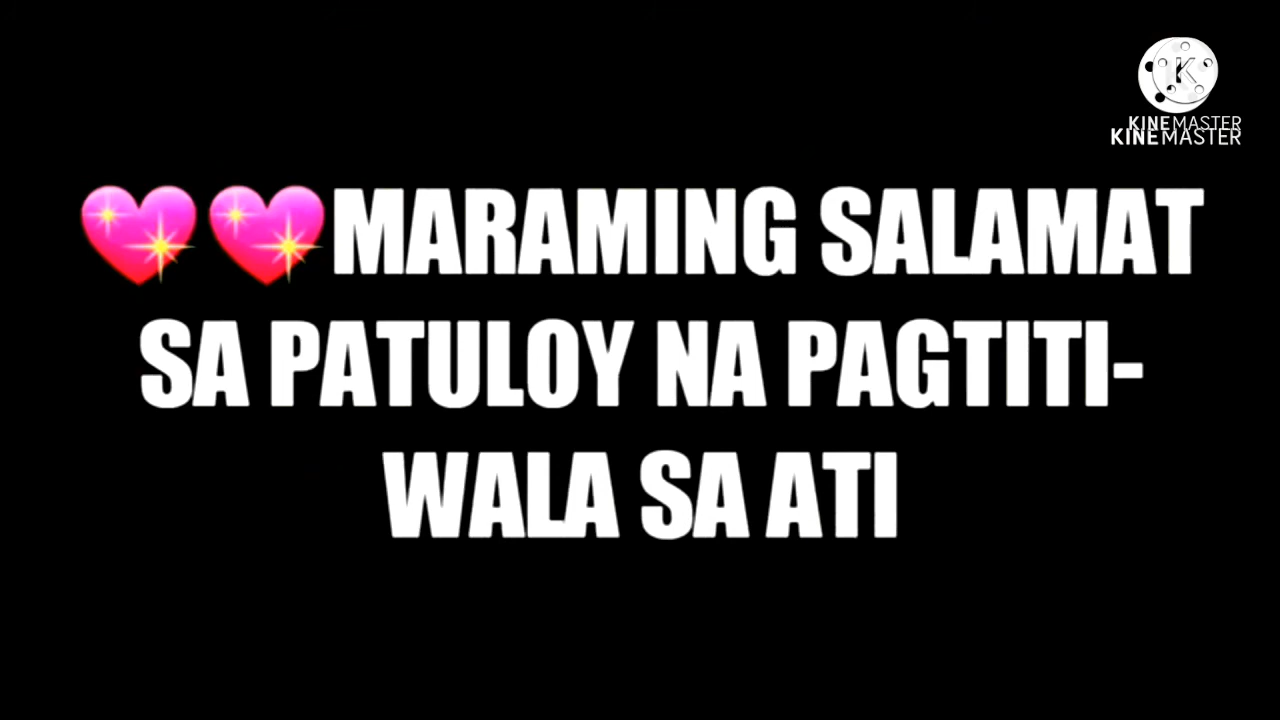 KINEMASTER
KINEMASTER
💖💖MARAMING SALAMAT
SA PATULOY NA PAGTITI-
WALA SA ATI